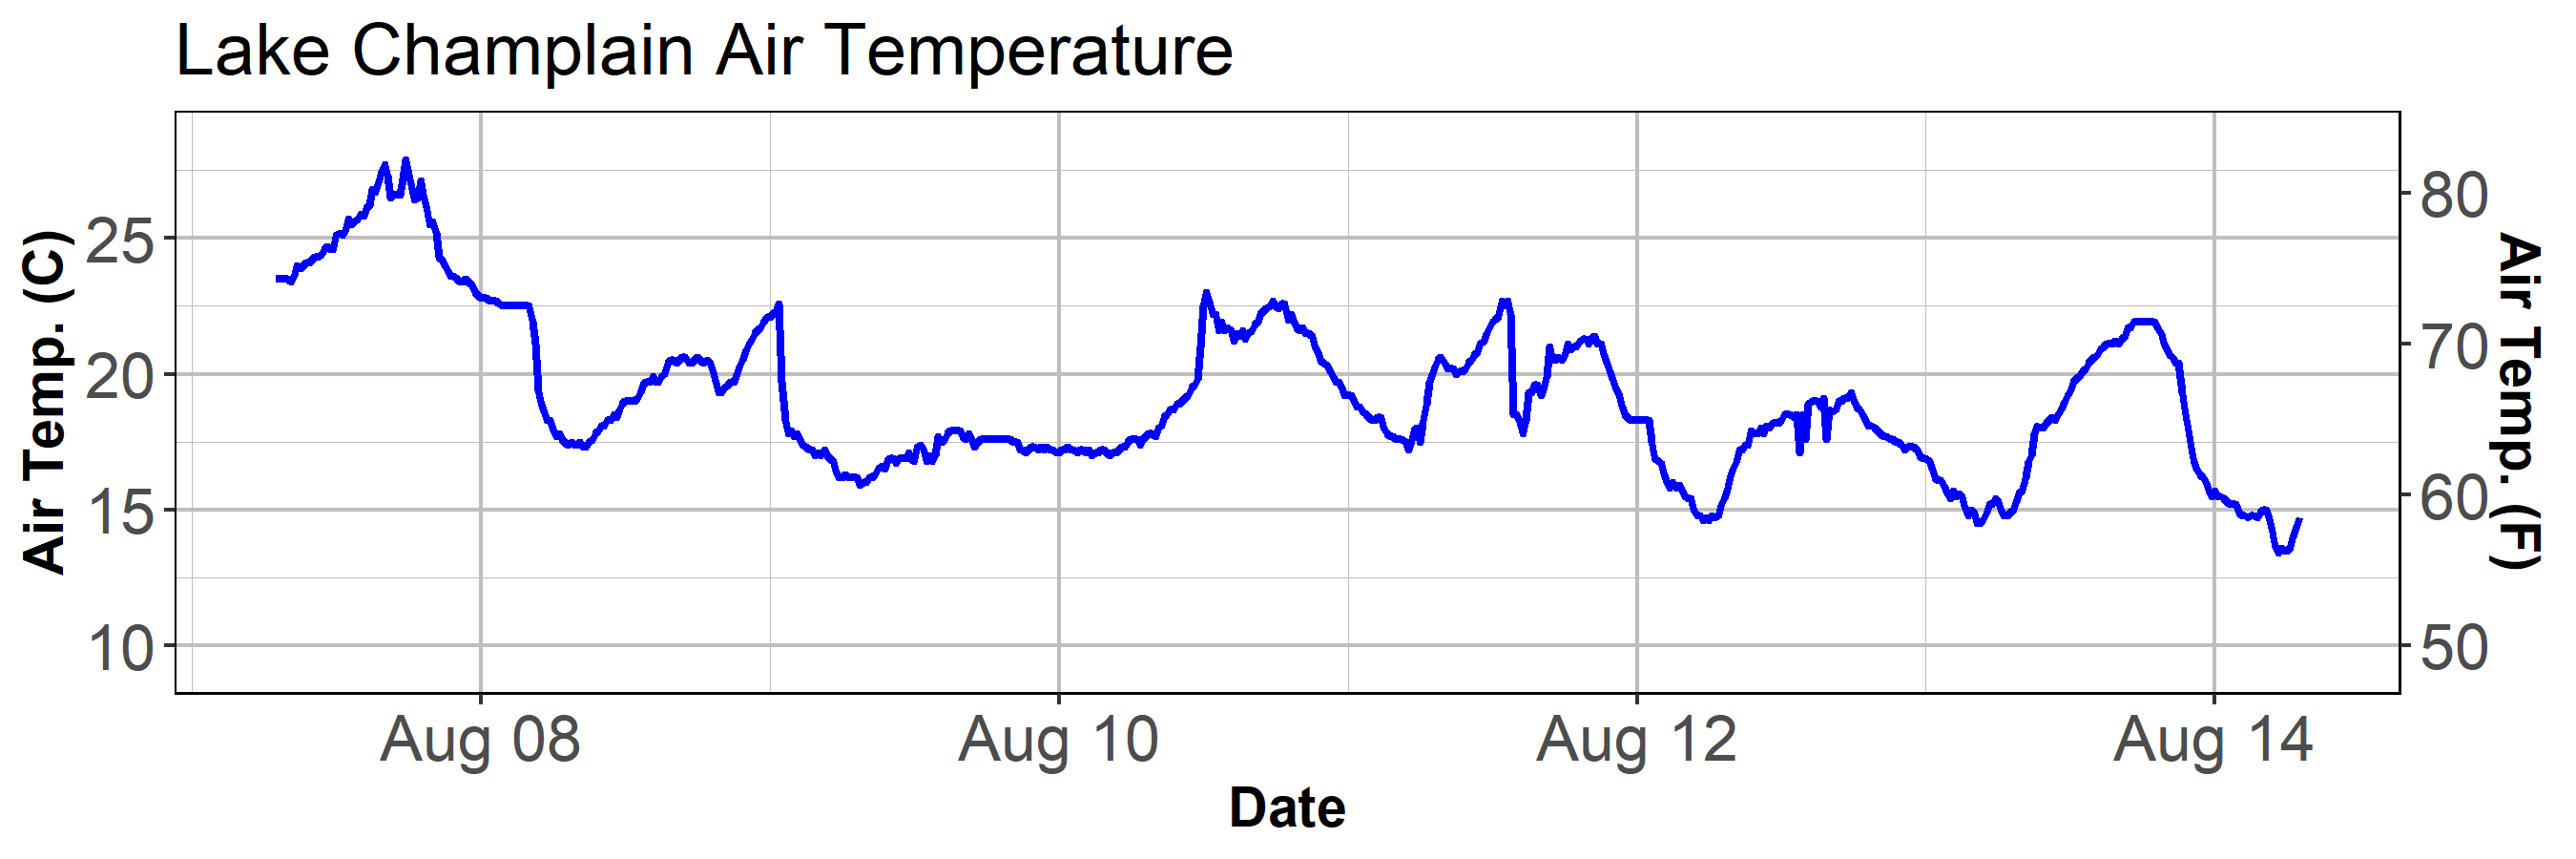 Lake Champlain Air Temperature
Air Temp. (C)
25
20
15
10
80
70
60
50
Air Temp. (F)
Aug 08
Aug 10
Aug 12
Aug 14
Date